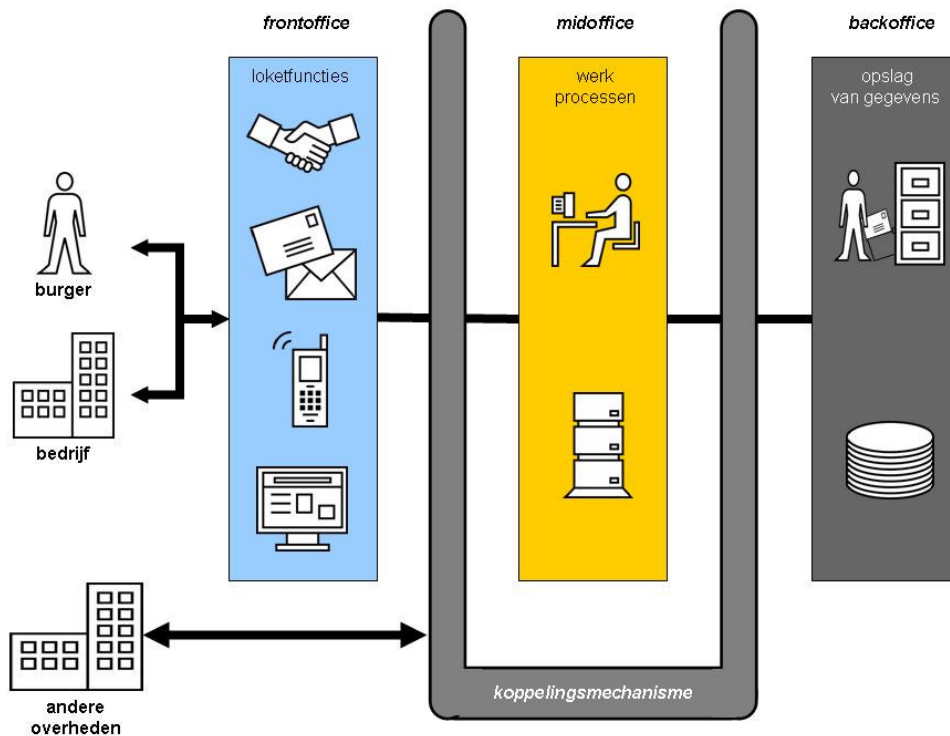 frontoffice
midoffice
backoffice
loketfuncties
werk
processen
opslag
van gegevens
burger
bedrijf
andere
overheden
koppelingsmechanisme